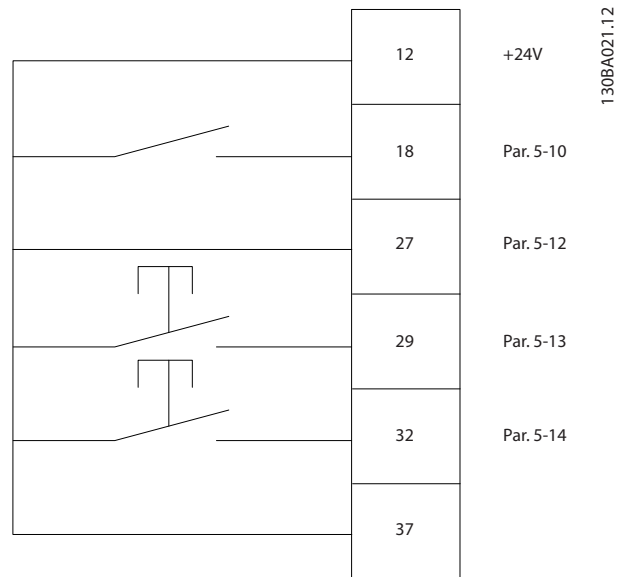 12 +24V
18 Par. 5-10
27 Par. 5-12
29 Par. 5-13
32 Par. 5-14
37
130BA021.12